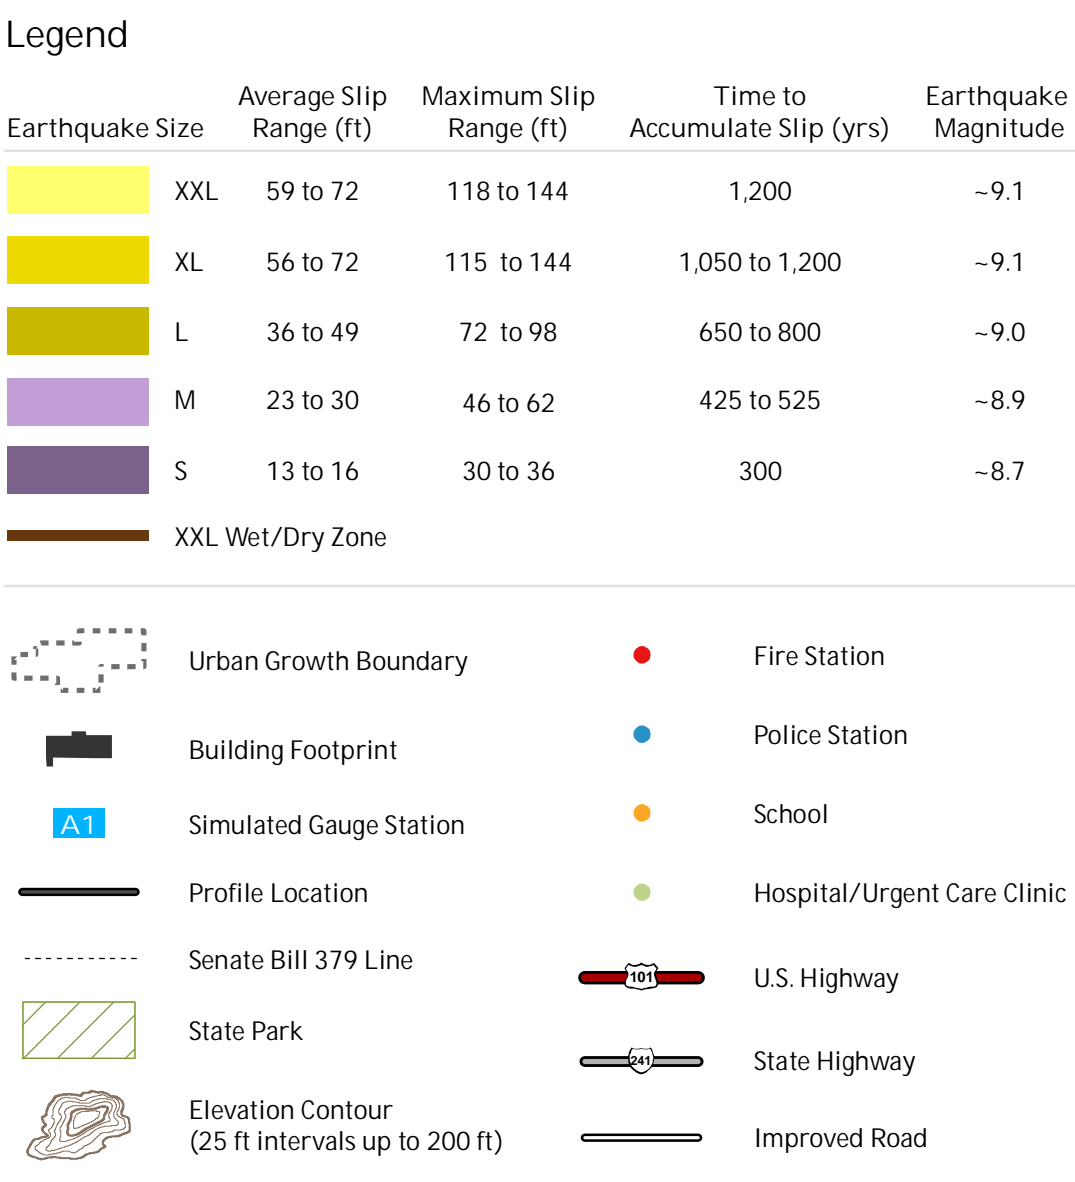 Legend
Earthquake Size Average Slip Range (ft) Maximum Slip Range (ft) Time to Accumulate Slip (yrs) Earthquake Magnitude
XXL 59 to 72 118 to 144 1,200 ~9.1
XL 56 to 72 115 to 144 1,050 to 1,200 ~9.1
L 36 to 49 72 to 98 650 to 800 ~9.0
M 23 to 30 46 to 62 425 to 525 ~8.9
S 13 to 16 30 to 36 300 ~8.7
XXL Wet/Dry Zone
Urban Growth Boundary
Building Footprint
A1 Simulated Gauge Station
Profile Location
Senate Bill 379 Line
State Park
Elevation Contour
(25 ft intervals up to 200 ft)
Fire Station
Police Station
School
Hospital/Urgent Care Clinic
101 U.S. Highway
241 State Highway
Improved Road